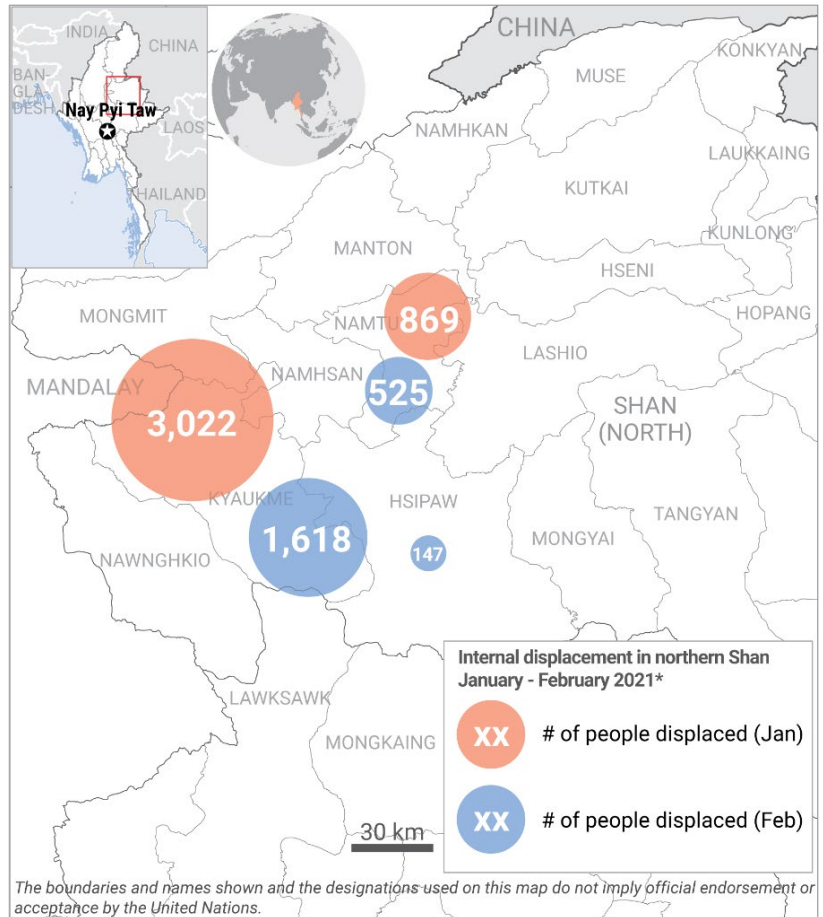 INDIA
CHINA
BAN-
GLA-
DESH
Nay Pyi Taw
LAOS
THAILAND
CHINA
KONKYAN
MUSE
NAMHKAN
LAUKKAING
KUTKAI
KUNLONG
MANTON
HSENI
MONGMIT
NAMTU
869
HOPANG
LASHIO
MANDALAY
NAMHSAN
525
3,022
SHAN
(NORTH)
KYAUKME
HSIPAW
TANGYAN
1,618
147
MONGYAI
NAWNGHKIO
LAWKSAWK
MONGKAING
Internal displacement in northern Shan
January - February 2021*
xx # of people displaced (Jan)
xx # of people displaced (Feb)
30 km
The boundaries and names shown and the designations used on this map do not imply official endorsement or
acceptance by the United Nations.